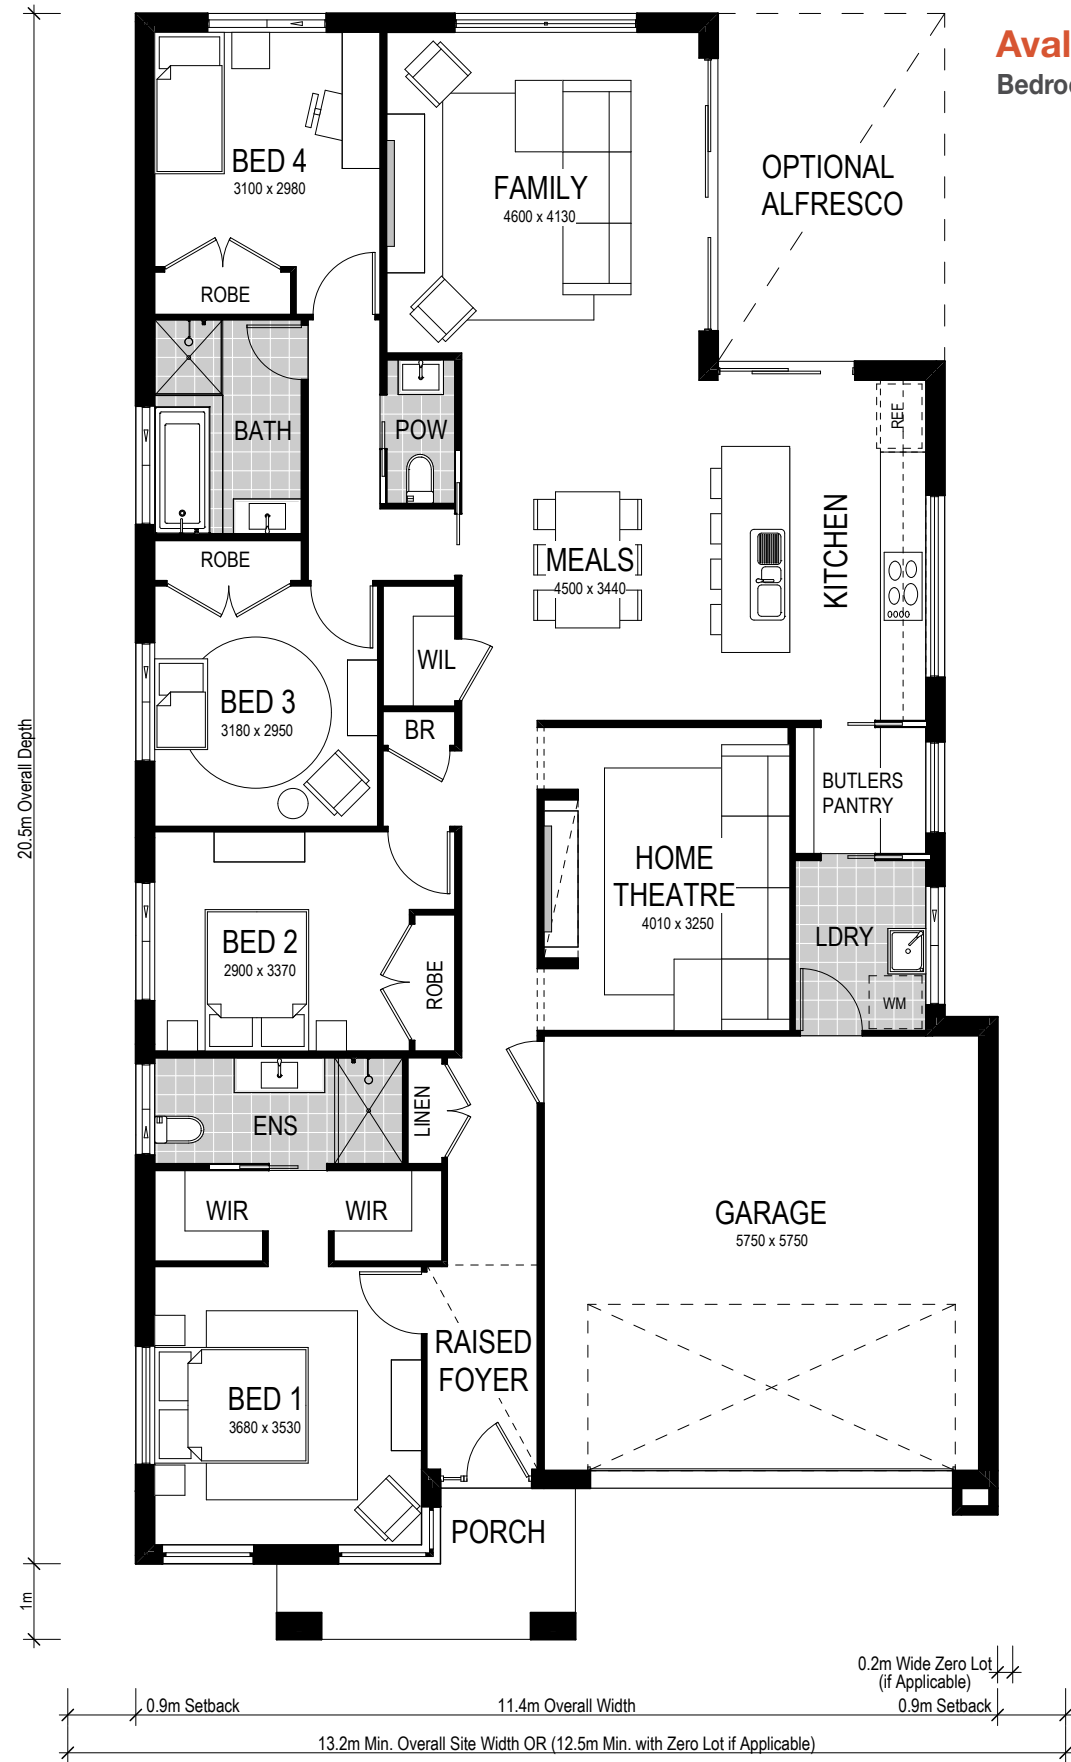 Aval
Bedroo
BED 4
3100 x 2980
FAMILY
4600 x 4130
OPTIONAL
ALFRESCO
ROBE
BATH
POW
REF
ROBE
MEALS
4500 x 3440
KITCHEN
WIL
BED 3
3180 x 2950
BR
BUTLERS
PANTRY
HOME
THEATRE
4010 x 3250
LDRY
WM
BED 2
2900 x 3370
ROBE
ENS
LINEN
WIR
WIR
GARAGE
5750 x 5750
RAISED
FOYER
BED 1
3680 x 3530
PORCH
20.5m Overall Depth
1m
0.2m Wide Zero Lot
(if Applicable)
0.9m Setback
11.4m Overall Width
0.9m Setback
13.2m Min. Overall Site Width OR (12.5m Min. with Zero Lot if Applicable)